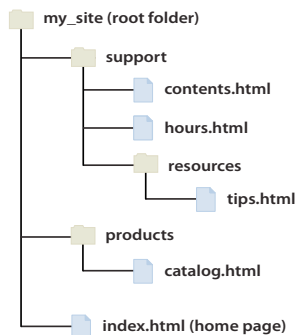 my_site (root folder)
support
contents.html
hours.html
resources
tips.html
products
catalog.html
index.html (home page)